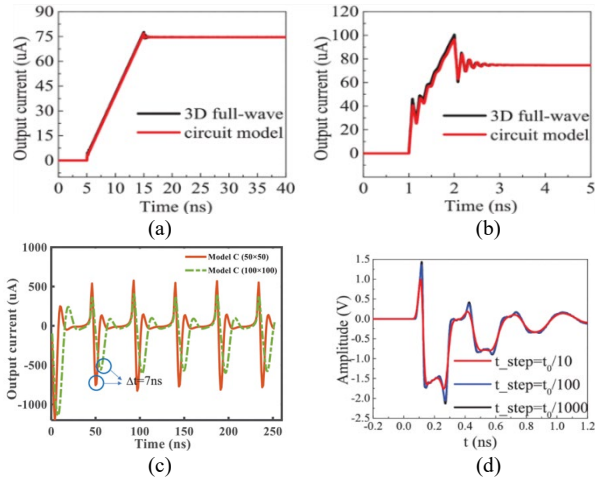 75
60
45
30
15
0
Output current (uA)
3D full-wave
circuit model
0 5 10 15 20 25 30 40
Time (ns)
(a)
120
100
80
60
40
20
0
Output current (uA)
3D full-wave
circuit model
0 1 2 3 4 5
Time (ns)
(b)
1000
500
0
-500
-1000
Output current (uA)
Model C (50×50)
Model C (100×100)
Δt=7ns
0 50 100 150 200 250
Time (ns)
(c)
1.5
1.0
0.5
0.0
-0.5
-1.0
-1.5
-2.0
-2.5
Amplitude (V)
t_step=t₀/10
t_step=t₀/100
t_step=t₀/1000
-0.2 0.0 0.2 0.4 0.6 0.8 1.0 1.2
t (ns)
(d)